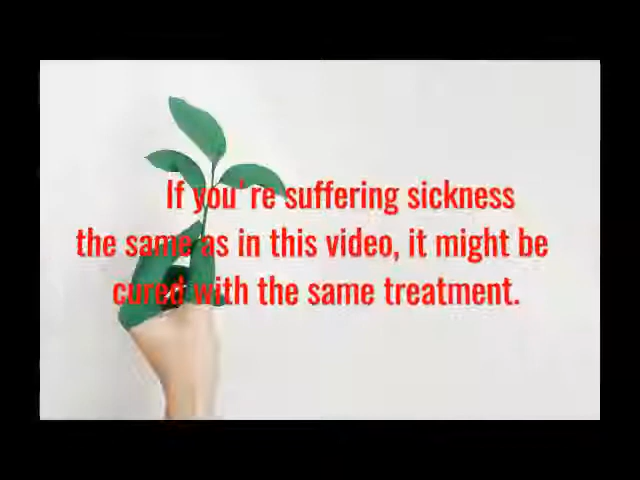 If you're suffering sickness
the same as in this video, it might be
cured with the same treatment.